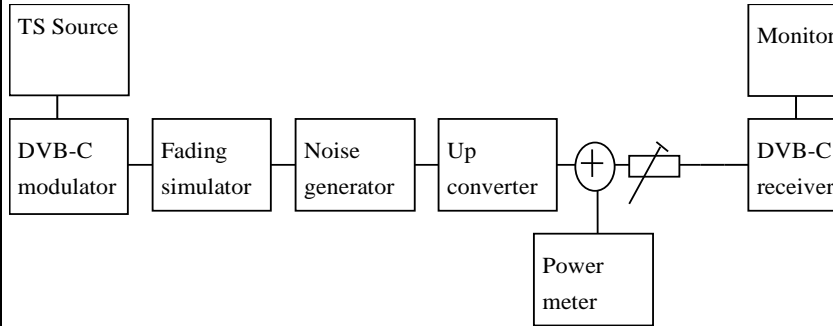 TS Source
Monitor
DVB-C
modulator
Fading
simulator
Noise
generator
Up
converter
+
DVB-C
receiver
Power
meter